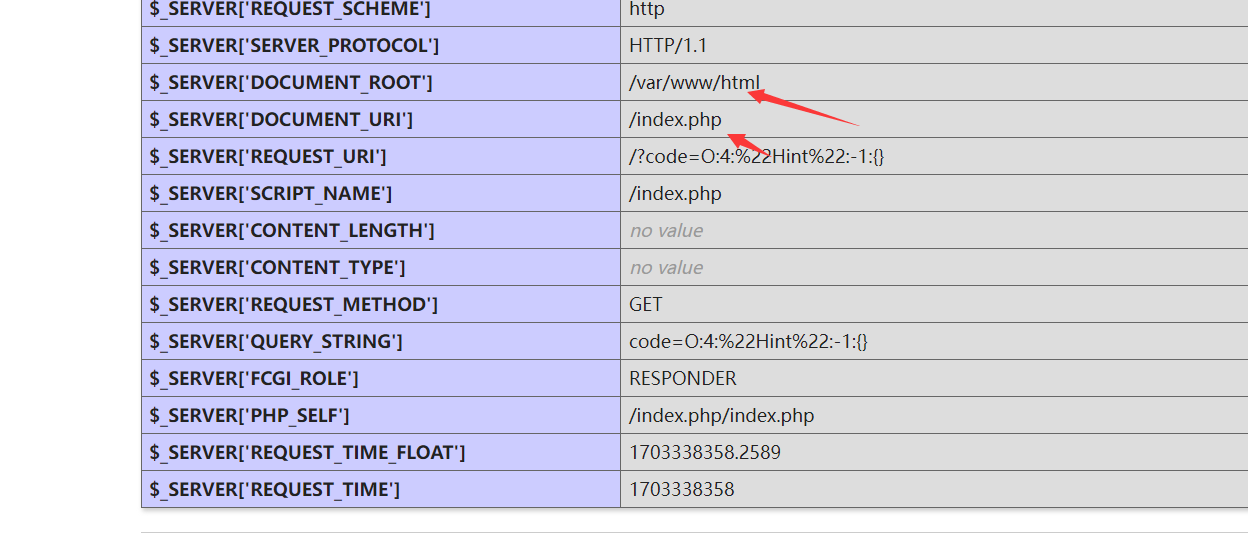 $_SERVER['REQUEST_SCHEME'] http
$_SERVER['SERVER_PROTOCOL'] HTTP/1.1
$_SERVER['DOCUMENT_ROOT'] /var/www/html
$_SERVER['DOCUMENT_URI'] /index.php
$_SERVER['REQUEST_URI'] /?code=O:4:%22Hint%22:-1:{}
$_SERVER['SCRIPT_NAME'] /index.php
$_SERVER['CONTENT_LENGTH'] no value
$_SERVER['CONTENT_TYPE'] no value
$_SERVER['REQUEST_METHOD'] GET
$_SERVER['QUERY_STRING'] code=O:4:%22Hint%22:-1:{}
$_SERVER['FCGI_ROLE'] RESPONDER
$_SERVER['PHP_SELF'] /index.php/index.php
$_SERVER['REQUEST_TIME_FLOAT'] 1703338358.2589
$_SERVER['REQUEST_TIME'] 1703338358